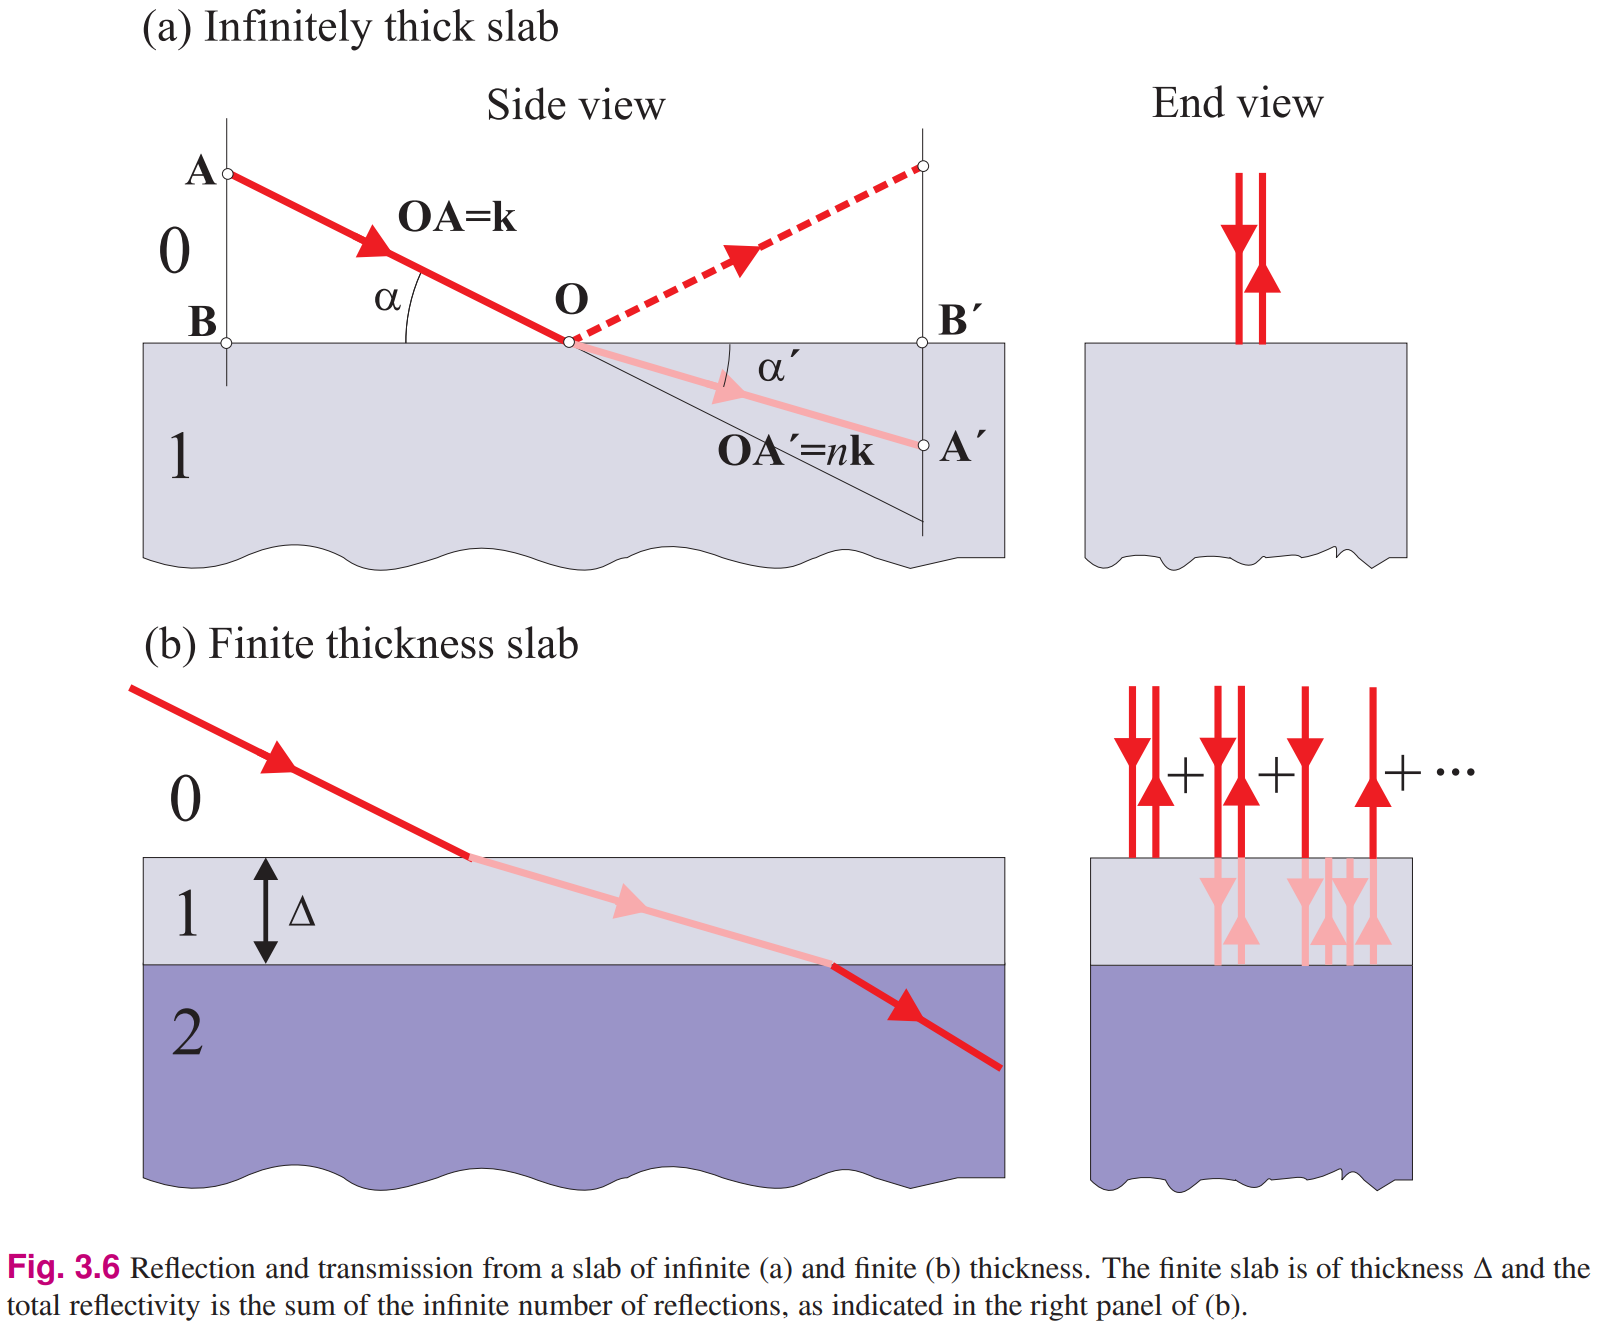 (a) Infinitely thick slab
Side view
End view
A
OA=k
0
α
O
B
B´
α´
OA´=nk
A´
1
(b) Finite thickness slab
0
+ + + ···
1
Δ
2
Fig. 3.6 Reflection and transmission from a slab of infinite (a) and finite (b) thickness. The finite slab is of thickness Δ and the
total reflectivity is the sum of the infinite number of reflections, as indicated in the right panel of (b).